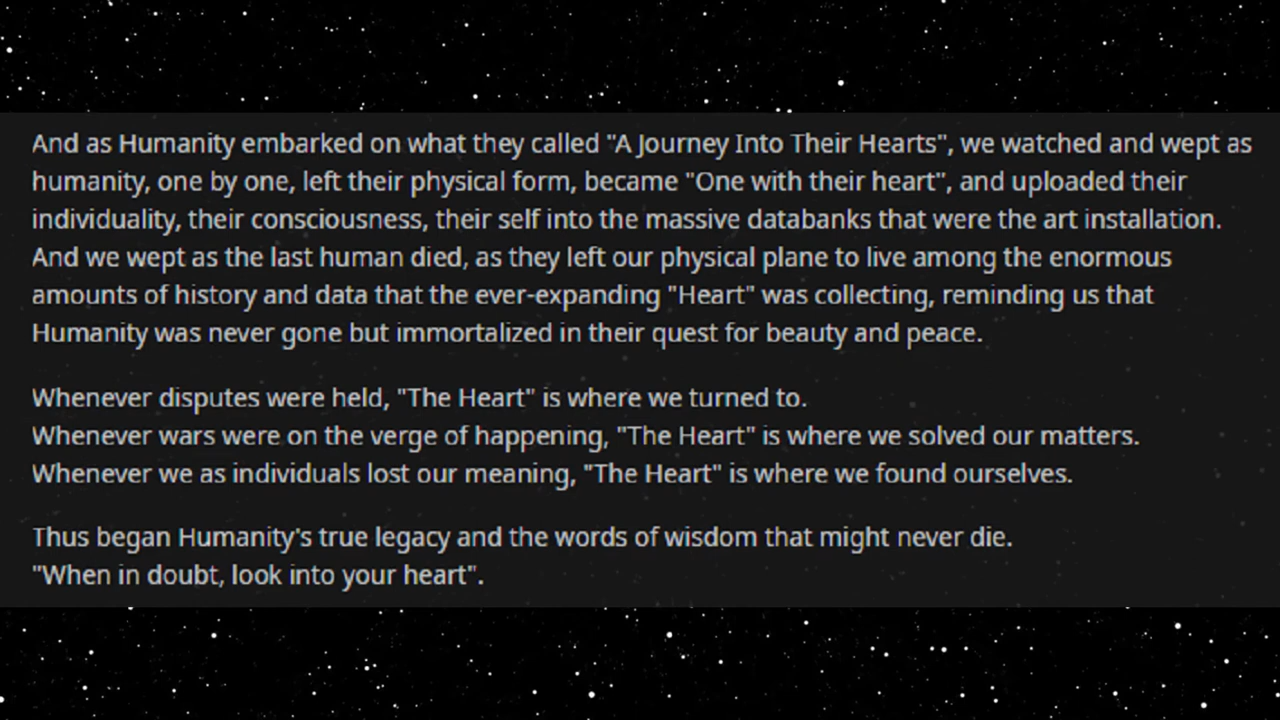 And as Humanity embarked on what they called "A Journey Into Their Hearts", we watched and wept as
humanity, one by one, left their physical form, became "One with their heart", and uploaded their
individuality, their consciousness, their self into the massive databanks that were the art installation.
And we wept as the last human died, as they left our physical plane to live among the enormous
amounts of history and data that the ever-expanding "Heart" was collecting, reminding us that
Humanity was never gone but immortalized in their quest for beauty and peace.
Whenever disputes were held, "The Heart" is where we turned to.
Whenever wars were on the verge of happening, "The Heart" is where we solved our matters.
Whenever we as individuals lost our meaning, "The Heart" is where we found ourselves.
Thus began Humanity's true legacy and the words of wisdom that might never die.
"When in doubt, look into your heart".